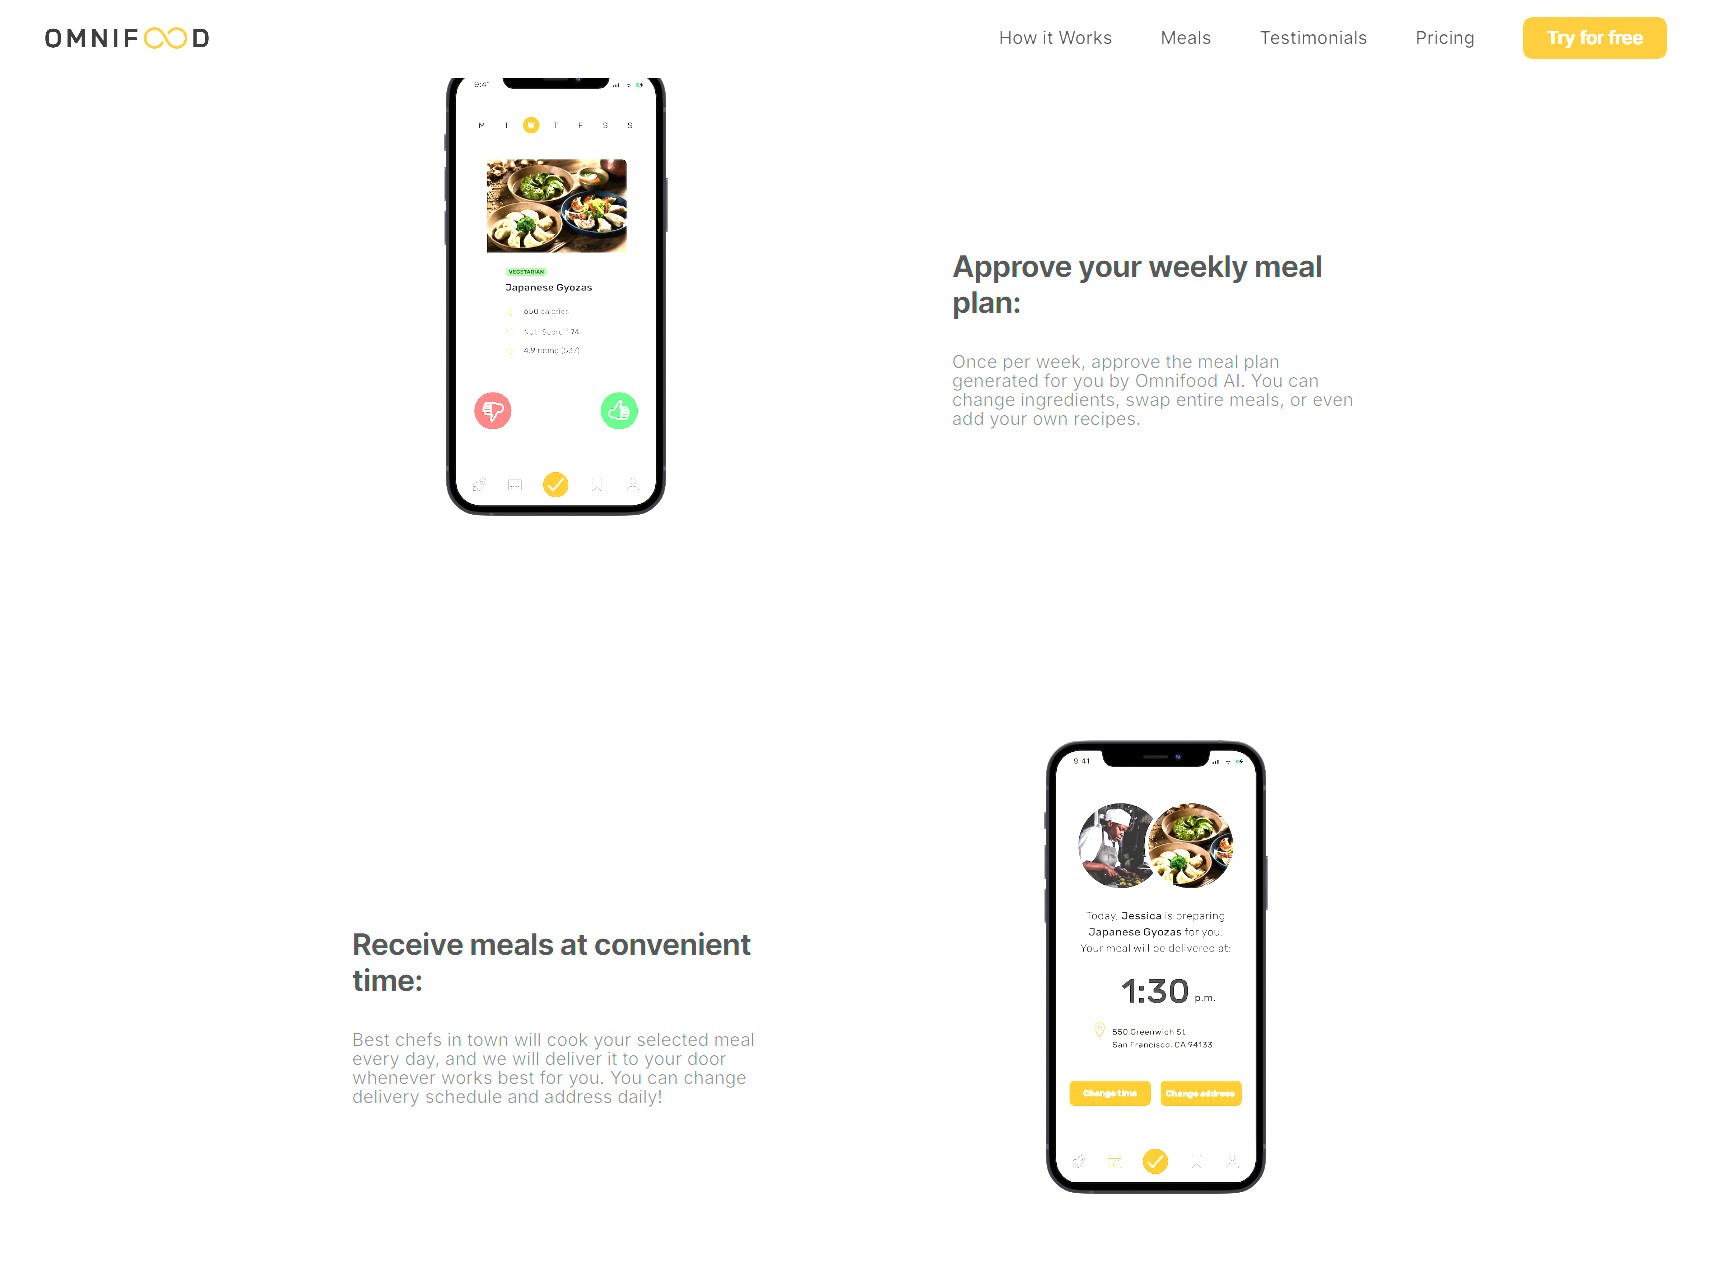 OMNIFOOD
How it Works
Meals
Testimonials
Pricing
Try for free
9:41
M T W T F S S
VEGETARIAN
Japanese Gyozas
650 calories
74
4.9 rating (537)
Approve your weekly meal
plan:
Once per week, approve the meal plan
generated for you by Omnifood AI. You can
change ingredients, swap entire meals, or even
add your own recipes.
9:41
Today, Jessica is preparing
Japanese Gyozas for you.
Your meal will be delivered at:
1:30 p.m.
550 Greenwich St
San Francisco, CA 94133
Change time
Change address
Receive meals at convenient
time:
Best chefs in town will cook your selected meal
every day, and we will deliver it to your door
whenever works best for you. You can change
delivery schedule and address daily!